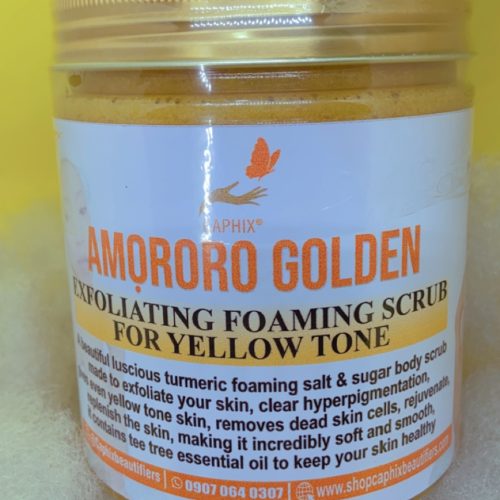 CAPHIX©
AMỌRORO GOLDEN
EXFOLIATING FOAMING SCRUB
FOR YELLOW TONE
A beautiful luscious turmeric foaming salt & sugar body scrub
made to exfoliate your skin, clear hyperpigmentation,
even yellow tone skin, removes dead skin cells, rejuvenate,
replenish the skin, making it incredibly soft and smooth,
contains tee tree essential oil to keep your skin healthy
@caphixbeautifiers | 0907 064 0307 | www.shopcaphixbeautifiers.com